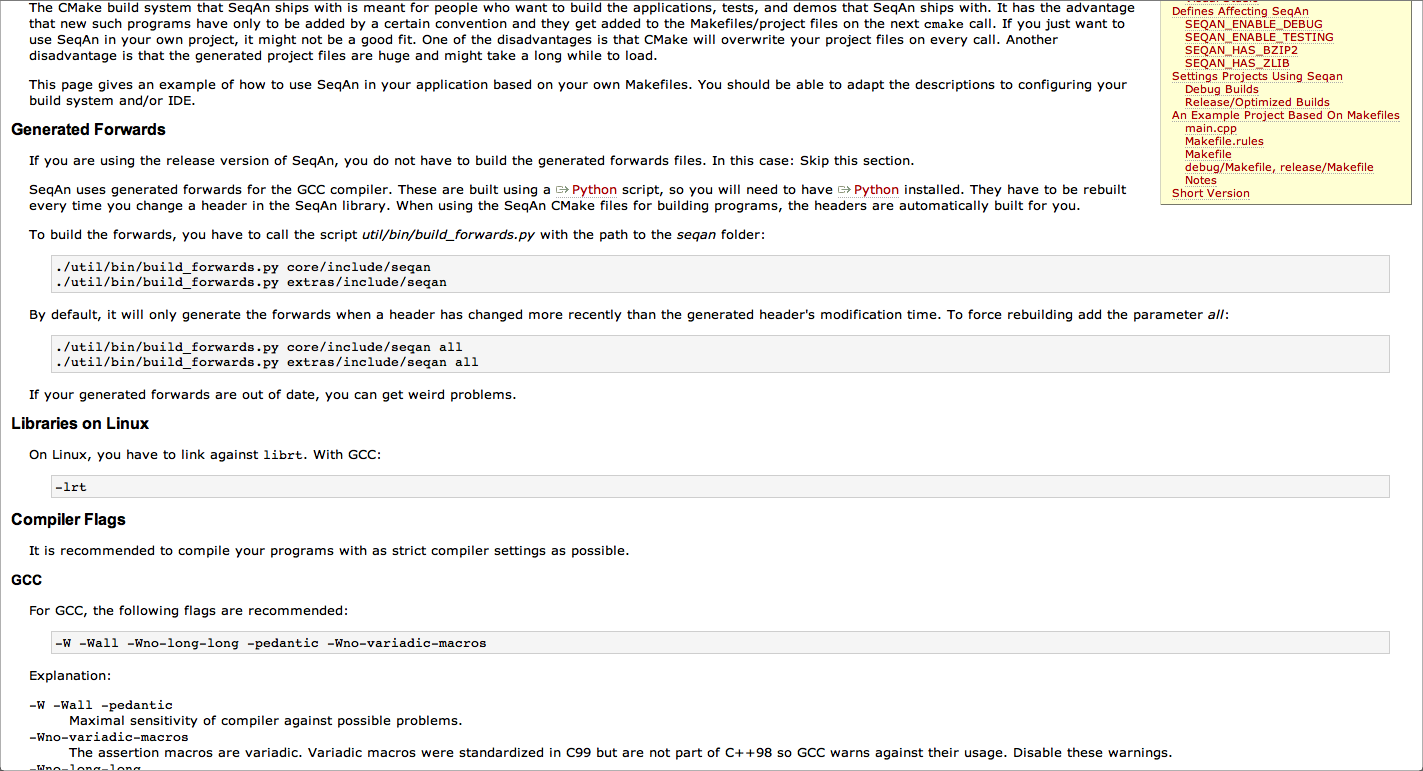 The CMake build system that SeqAn ships with is meant for people who want to build the applications, tests, and demos that SeqAn ships with. It has the advantage
that new such programs have only to be added by a certain convention and they get added to the Makefiles/project files on the next cmake call. If you just want to
use SeqAn in your own project, it might not be a good fit. One of the disadvantages is that CMake will overwrite your project files on every call. Another
disadvantage is that the generated project files are huge and might take a long while to load.
This page gives an example of how to use SeqAn in your application based on your own Makefiles. You should be able to adapt the descriptions to configuring your
build system and/or IDE.
Defines Affecting SeqAn
SEQAN_ENABLE_DEBUG
SEQAN_ENABLE_TESTING
SEQAN_HAS_BZIP2
SEQAN_HAS_ZLIB
Settings Projects Using Seqan
Debug Builds
Release/Optimized Builds
An Example Project Based On Makefiles
main.cpp
Makefile.rules
Makefile
debug/Makefile, release/Makefile
Notes
Short Version
Generated Forwards
If you are using the release version of SeqAn, you do not have to build the generated forwards files. In this case: Skip this section.
SeqAn uses generated forwards for the GCC compiler. These are built using a Python script, so you will need to have Python installed. They have to be rebuilt
every time you change a header in the SeqAn library. When using the SeqAn CMake files for building programs, the headers are automatically built for you.
To build the forwards, you have to call the script util/bin/build_forwards.py with the path to the seqan folder:
./util/bin/build_forwards.py core/include/seqan
./util/bin/build_forwards.py extras/include/seqan
By default, it will only generate the forwards when a header has changed more recently than the generated header's modification time. To force rebuilding add the parameter all:
./util/bin/build_forwards.py core/include/seqan all
./util/bin/build_forwards.py extras/include/seqan all
If your generated forwards are out of date, you can get weird problems.
Libraries on Linux
On Linux, you have to link against librt. With GCC:
-lrt
Compiler Flags
It is recommended to compile your programs with as strict compiler settings as possible.
GCC
For GCC, the following flags are recommended:
-W -Wall -Wno-long-long -pedantic -Wno-variadic-macros
Explanation:
-W -Wall -pedantic
Maximal sensitivity of compiler against possible problems.
-Wno-variadic-macros
The assertion macros are variadic. Variadic macros were standardized in C99 but are not part of C++98 so GCC warns against their usage. Disable these warnings.
-Wno-long-long